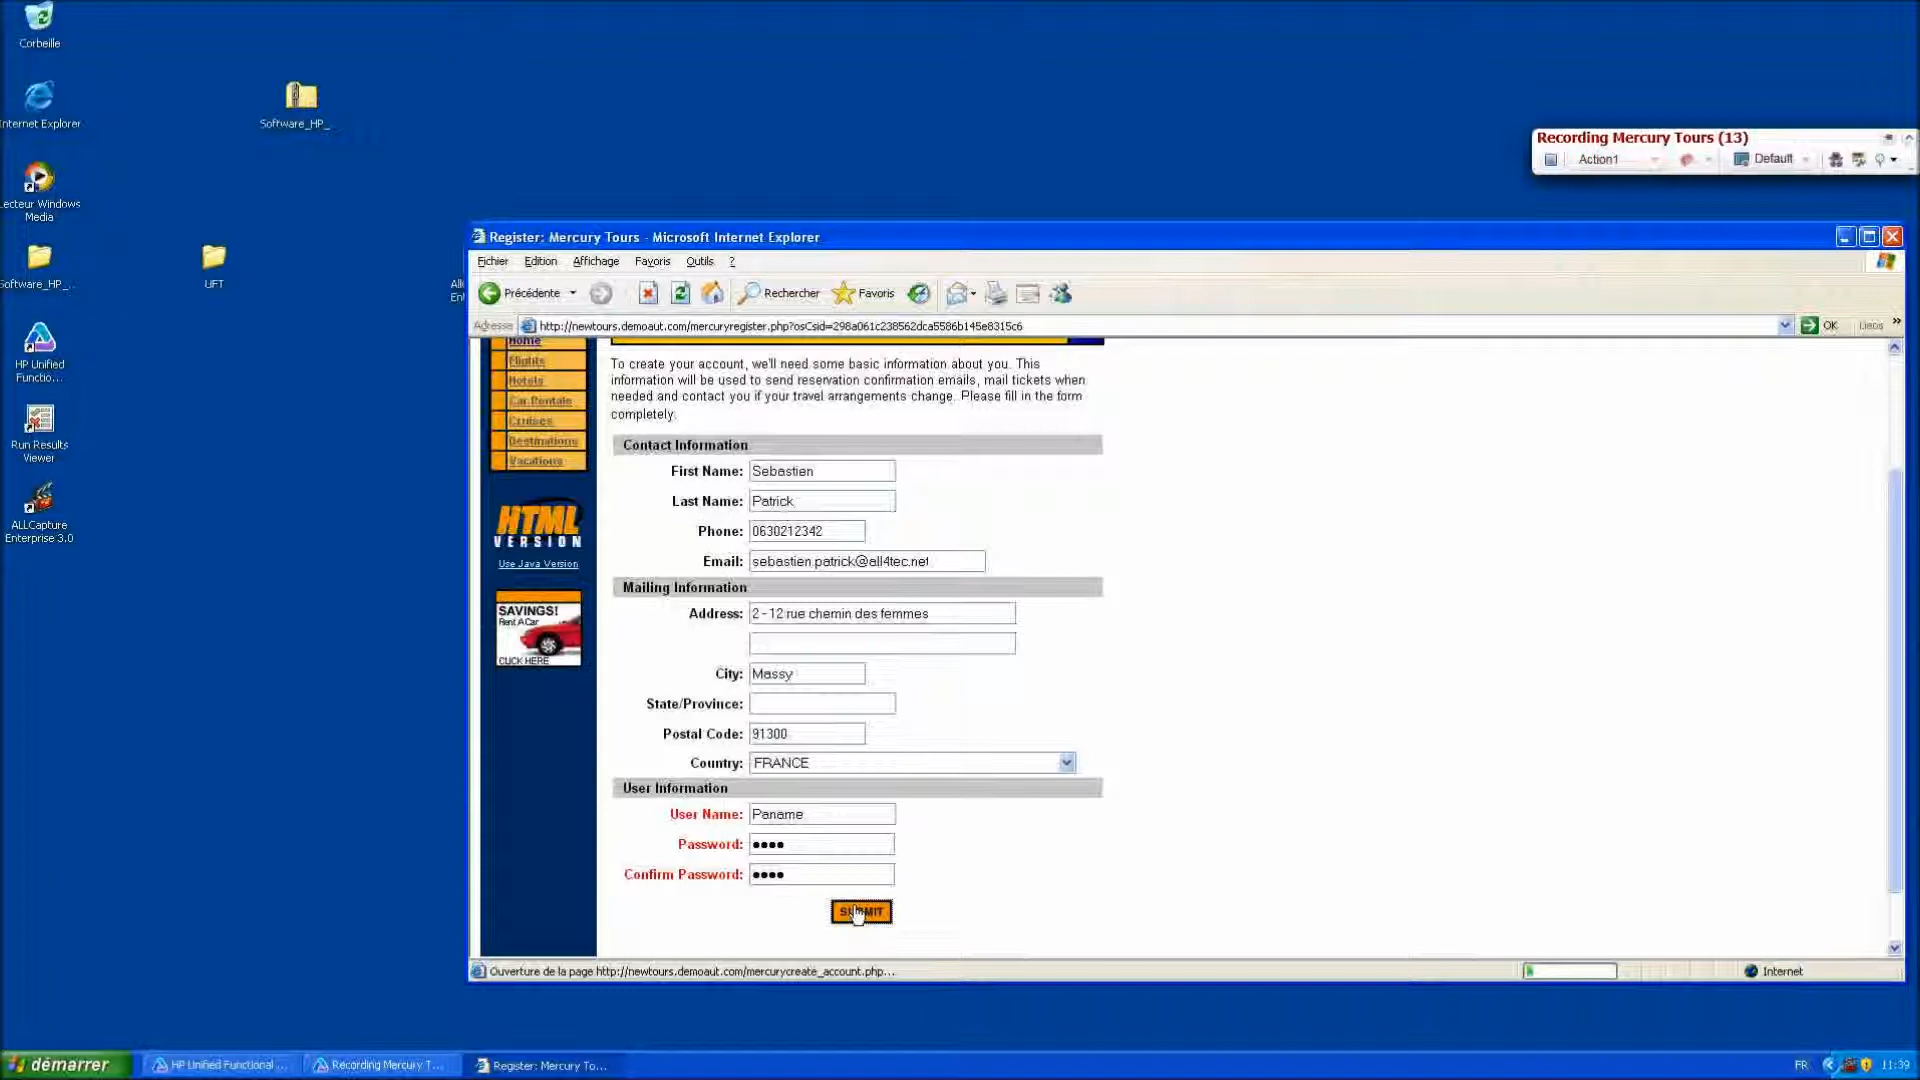 Corbeille
Internet Explorer
Software_HP_...
Lecteur Windows
Media
Software_HP_...
UFT
HP Unified
Functio...
Run Results
Viewer
ALLCapture
Enterprise 3.0
Recording Mercury Tours (13)
Action1
Default
Register: Mercury Tours - Microsoft Internet Explorer
Fichier Edition Affichage Favoris Outils ?
Précédente Rechercher Favoris
Adresse http://newtours.demoaut.com/mercuryregister.php?osCsid=298a061c238562dca5586b145e8315c6 OK Liens »
Home
Flights
Hotels
Car Rentals
Cruises
Destinations
Vacations
HTML
VERSION
Use Java Version
SAVINGS!
Rent A Car
CLICK HERE
To create your account, we'll need some basic information about you. This
information will be used to send reservation confirmation emails, mail tickets when
needed and contact you if your travel arrangements change. Please fill in the form
completely.
Contact Information
First Name: Sebastien
Last Name: Patrick
Phone: 0630212342
Email: sebastien.patrick@all4tec.net
Mailing Information
Address: 2 - 12 rue chemin des femmes
City: Massy
State/Province:
Postal Code: 91300
Country: FRANCE
User Information
User Name: Paname
Password: ••••
Confirm Password: ••••
SUBMIT
Ouverture de la page http://newtours.demoaut.com/mercurycreate_account.php... Internet
démarrer HP Unified Functional ... Recording Mercury T... Register: Mercury To... FR 11:39